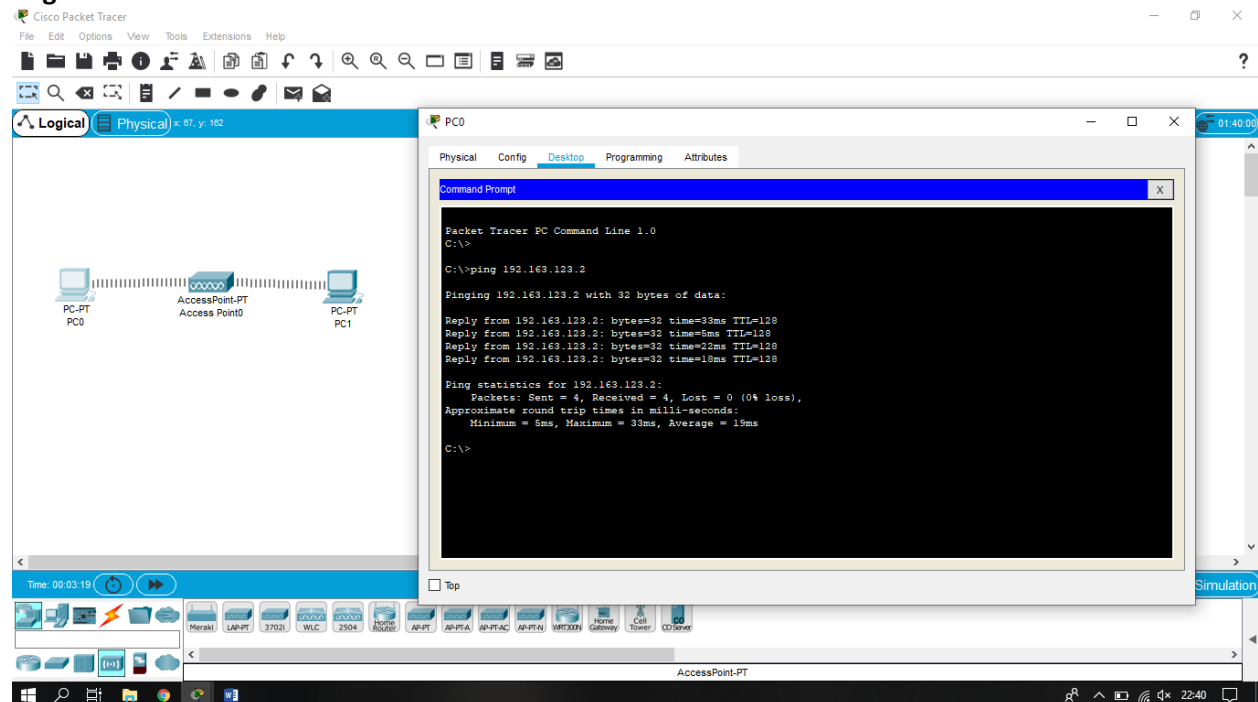 Cisco Packet Tracer
File Edit Options View Tools Extensions Help
?
Logical Physical x: 67, y: 162
01:40:00
PC0
Physical Config Desktop Programming Attributes
Command Prompt
X
Packet Tracer PC Command Line 1.0
C:\>
C:\>ping 192.163.123.2
Pinging 192.163.123.2 with 32 bytes of data:
Reply from 192.163.123.2: bytes=32 time=33ms TTL=128
Reply from 192.163.123.2: bytes=32 time=5ms TTL=128
Reply from 192.163.123.2: bytes=32 time=22ms TTL=128
Reply from 192.163.123.2: bytes=32 time=18ms TTL=128
Ping statistics for 192.163.123.2:
Packets: Sent = 4, Received = 4, Lost = 0 (0% loss),
Approximate round trip times in milli-seconds:
Minimum = 5ms, Maximum = 33ms, Average = 19ms
C:\>
PC-PT
PC0
AccessPoint-PT
Access Point0
PC-PT
PC1
Top
Time: 00:03:19
Simulation
Meraki LAP-PT 3702i WLC 2504 Home Router AP-PT AP-PT-A AP-PT-AC AP-PT-N WRT300N Home Gateway Cell Tower CO Server
AccessPoint-PT
22:40